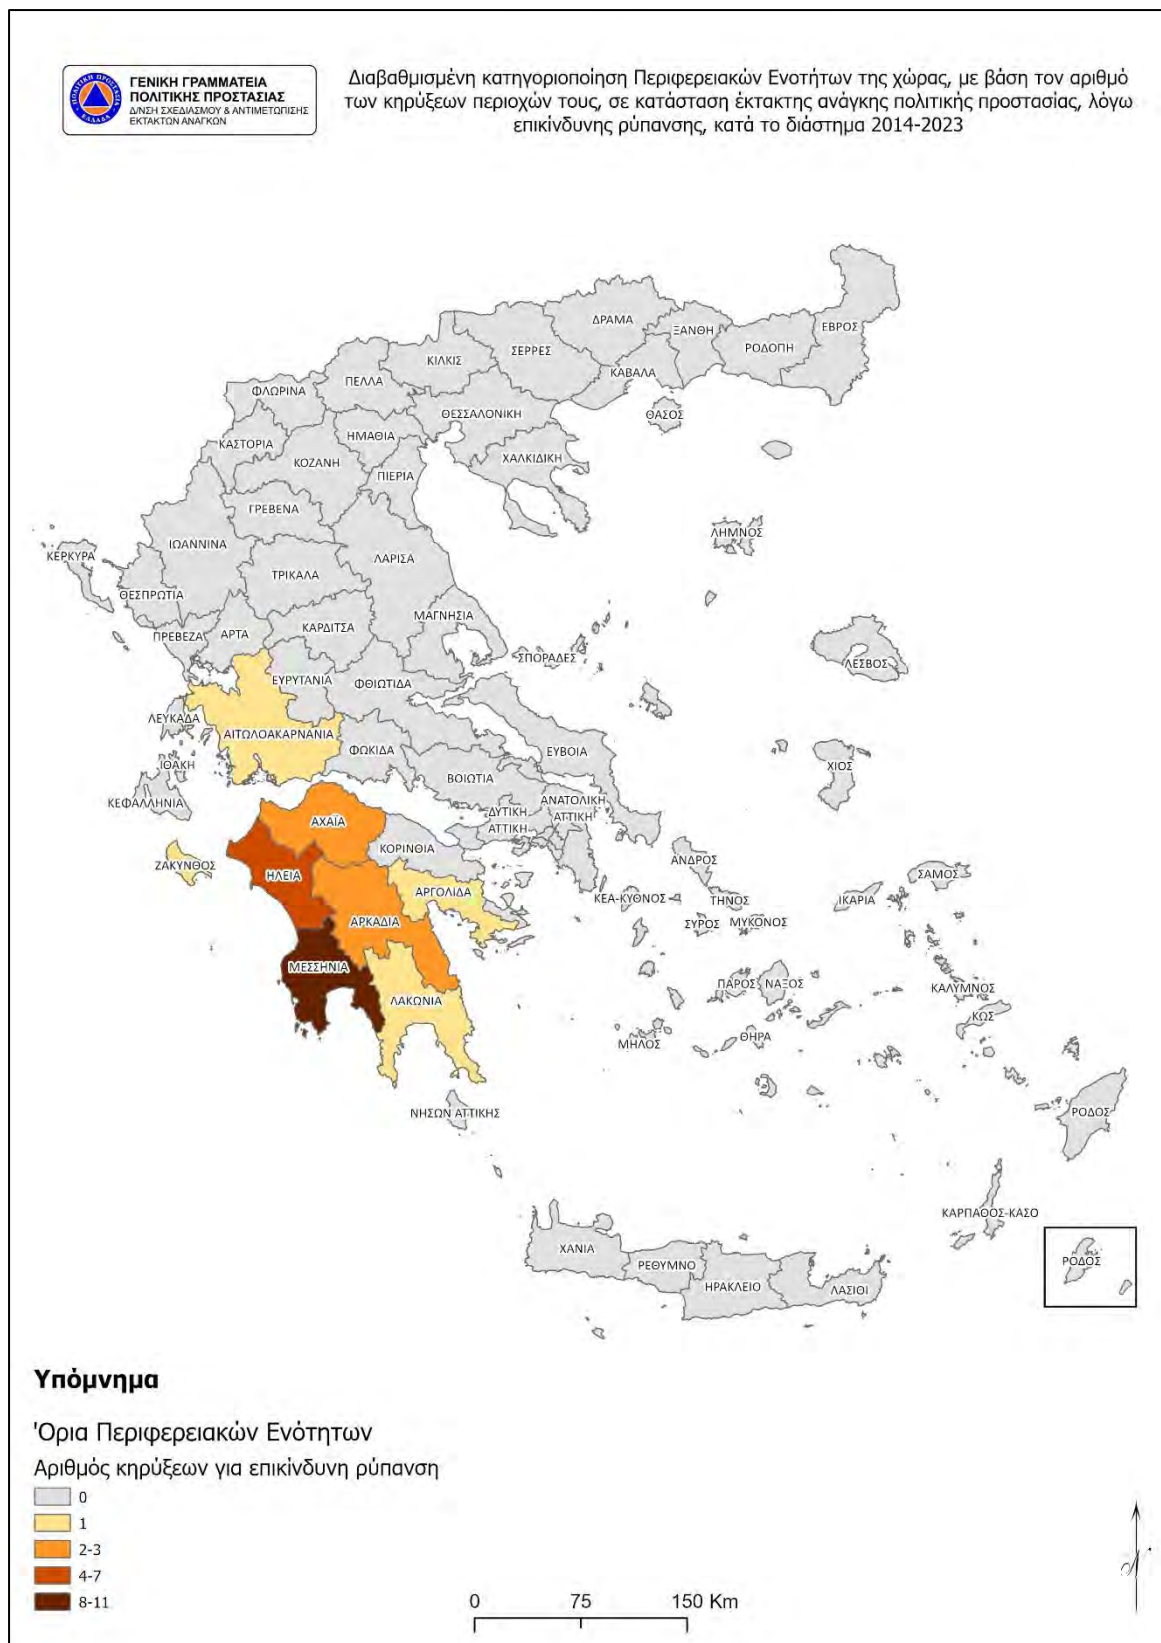 ΓΕΝΙΚΗ ΓΡΑΜΜΑΤΕΙΑ
ΠΟΛΙΤΙΚΗΣ ΠΡΟΣΤΑΣΙΑΣ
Δ/ΝΣΗ ΣΧΕΔΙΑΣΜΟΥ & ΑΝΤΙΜΕΤΩΠΙΣΗΣ
ΕΚΤΑΚΤΩΝ ΑΝΑΓΚΩΝ
ΠΟΛΙΤΙΚΗ ΠΡΟΣΤΑΣΙΑ
ΕΛΛΑΔΑ
Διαβαθμισμένη κατηγοριοποίηση Περιφερειακών Ενοτήτων της χώρας, με βάση τον αριθμό
των κηρύξεων περιοχών τους, σε κατάσταση έκτακτης ανάγκης πολιτικής προστασίας, λόγω
επικίνδυνης ρύπανσης, κατά το διάστημα 2014-2023
ΔΡΑΜΑ
ΞΑΝΘΗ
ΕΒΡΟΣ
ΡΟΔΟΠΗ
ΣΕΡΡΕΣ
ΚΙΛΚΙΣ
ΚΑΒΑΛΑ
ΠΕΛΛΑ
ΦΛΩΡΙΝΑ
ΘΕΣΣΑΛΟΝΙΚΗ
ΘΑΣΟΣ
ΗΜΑΘΙΑ
ΚΑΣΤΟΡΙΑ
ΚΟΖΑΝΗ
ΧΑΛΚΙΔΙΚΗ
ΠΙΕΡΙΑ
ΓΡΕΒΕΝΑ
ΛΗΜΝΟΣ
ΙΩΑΝΝΙΝΑ
ΚΕΡΚΥΡΑ
ΛΑΡΙΣΑ
ΤΡΙΚΑΛΑ
ΘΕΣΠΡΩΤΙΑ
ΜΑΓΝΗΣΙΑ
ΚΑΡΔΙΤΣΑ
ΠΡΕΒΕΖΑ
ΑΡΤΑ
ΣΠΟΡΑΔΕΣ
ΛΕΣΒΟΣ
ΕΥΡΥΤΑΝΙΑ
ΦΘΙΩΤΙΔΑ
ΛΕΥΚΑΔΑ
ΑΙΤΩΛΟΑΚΑΡΝΑΝΙΑ
ΦΩΚΙΔΑ
ΕΥΒΟΙΑ
ΙΘΑΚΗ
ΧΙΟΣ
ΒΟΙΩΤΙΑ
ΚΕΦΑΛΛΗΝΙΑ
ΑΝΑΤΟΛΙΚΗ
ΑΤΤΙΚΗ
ΔΥΤΙΚΗ
ΑΤΤΙΚΗ
ΑΧΑΪΑ
ΚΟΡΙΝΘΙΑ
ΖΑΚΥΝΘΟΣ
ΗΛΕΙΑ
ΑΝΔΡΟΣ
ΣΑΜΟΣ
ΑΡΓΟΛΙΔΑ
ΚΕΑ-ΚΥΘΝΟΣ
ΤΗΝΟΣ
ΙΚΑΡΙΑ
ΑΡΚΑΔΙΑ
ΣΥΡΟΣ
ΜΥΚΟΝΟΣ
ΜΕΣΣΗΝΙΑ
ΠΑΡΟΣ
ΝΑΞΟΣ
ΚΑΛΥΜΝΟΣ
ΛΑΚΩΝΙΑ
ΚΩΣ
ΜΗΛΟΣ
ΘΗΡΑ
ΝΗΣΩΝ ΑΤΤΙΚΗΣ
ΡΟΔΟΣ
ΚΑΡΠΑΘΟΣ-ΚΑΣΟ
ΧΑΝΙΑ
ΡΕΘΥΜΝΟ
ΗΡΑΚΛΕΙΟ
ΛΑΣΙΘΙ
ΡΟΔΟΣ
Υπόμνημα
'Ορια Περιφερειακών Ενότητων
Αριθμός κηρύξεων για επικίνδυνη ρύπανση
0
1
2-3
4-7
8-11
0 75 150 Km
N